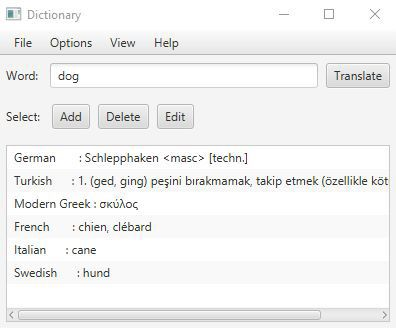 Dictionary
File Options View Help
Word: dog Translate
Select: Add Delete Edit
German : Schlepphaken <masc> [techn.]
Turkish : 1. (ged, ging) peşini bırakmamak, takip etmek (özellikle köt
Modern Greek : σκύλος
French : chien, clébard
Italian : cane
Swedish : hund